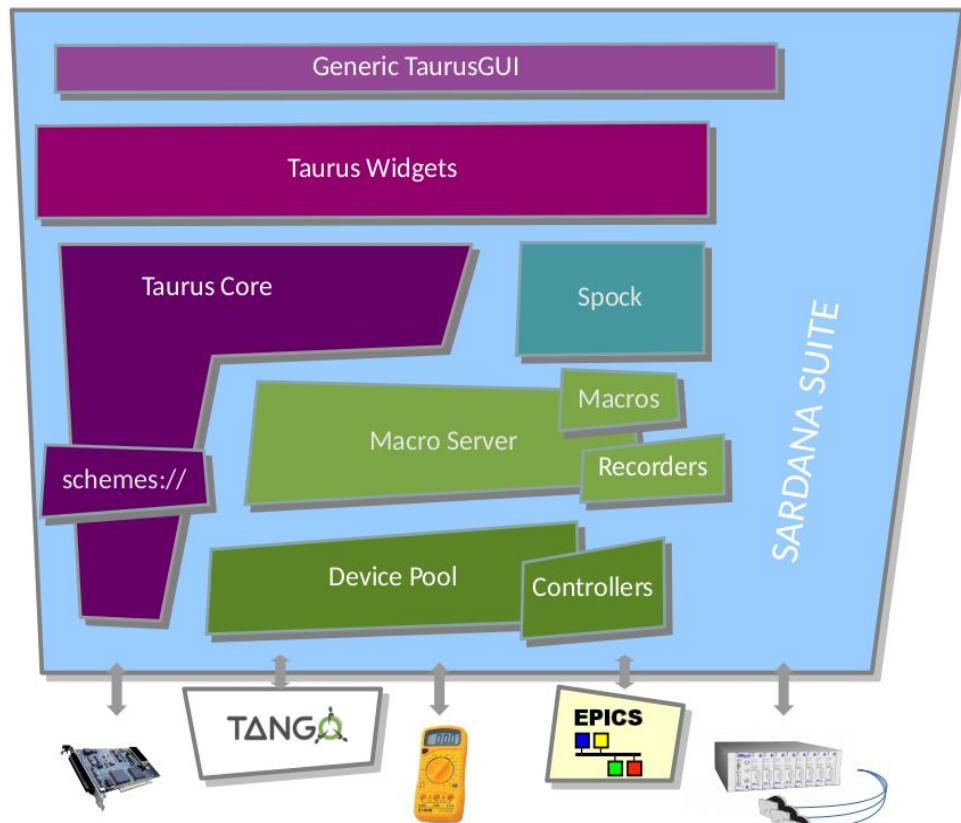 Generic TaurusGUI
Taurus Widgets
Taurus Core
Spock
Macros
Macro Server
Recorders
schemes://
Device Pool
Controllers
SARDANA SUITE
TANGO
EPICS